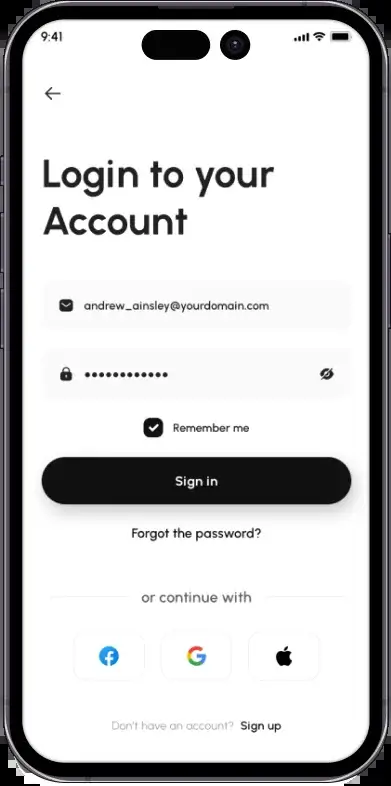 9:41
Login to your
Account
andrew_ainsley@yourdomain.com
Remember me
Sign in
Forgot the password?
or continue with
Don't have an account? Sign up